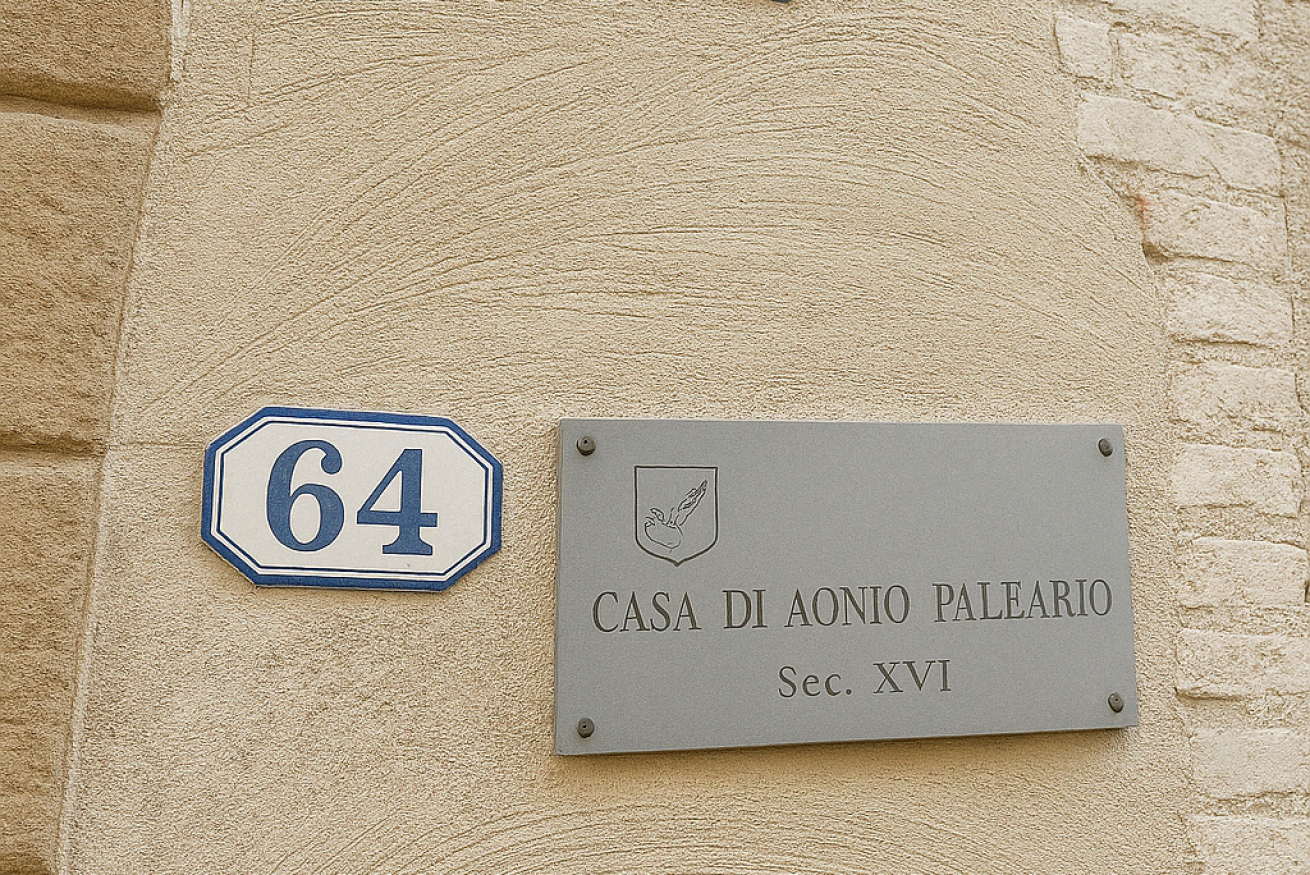 64
CASA DI AONIO PALEARIO
Sec. XVI